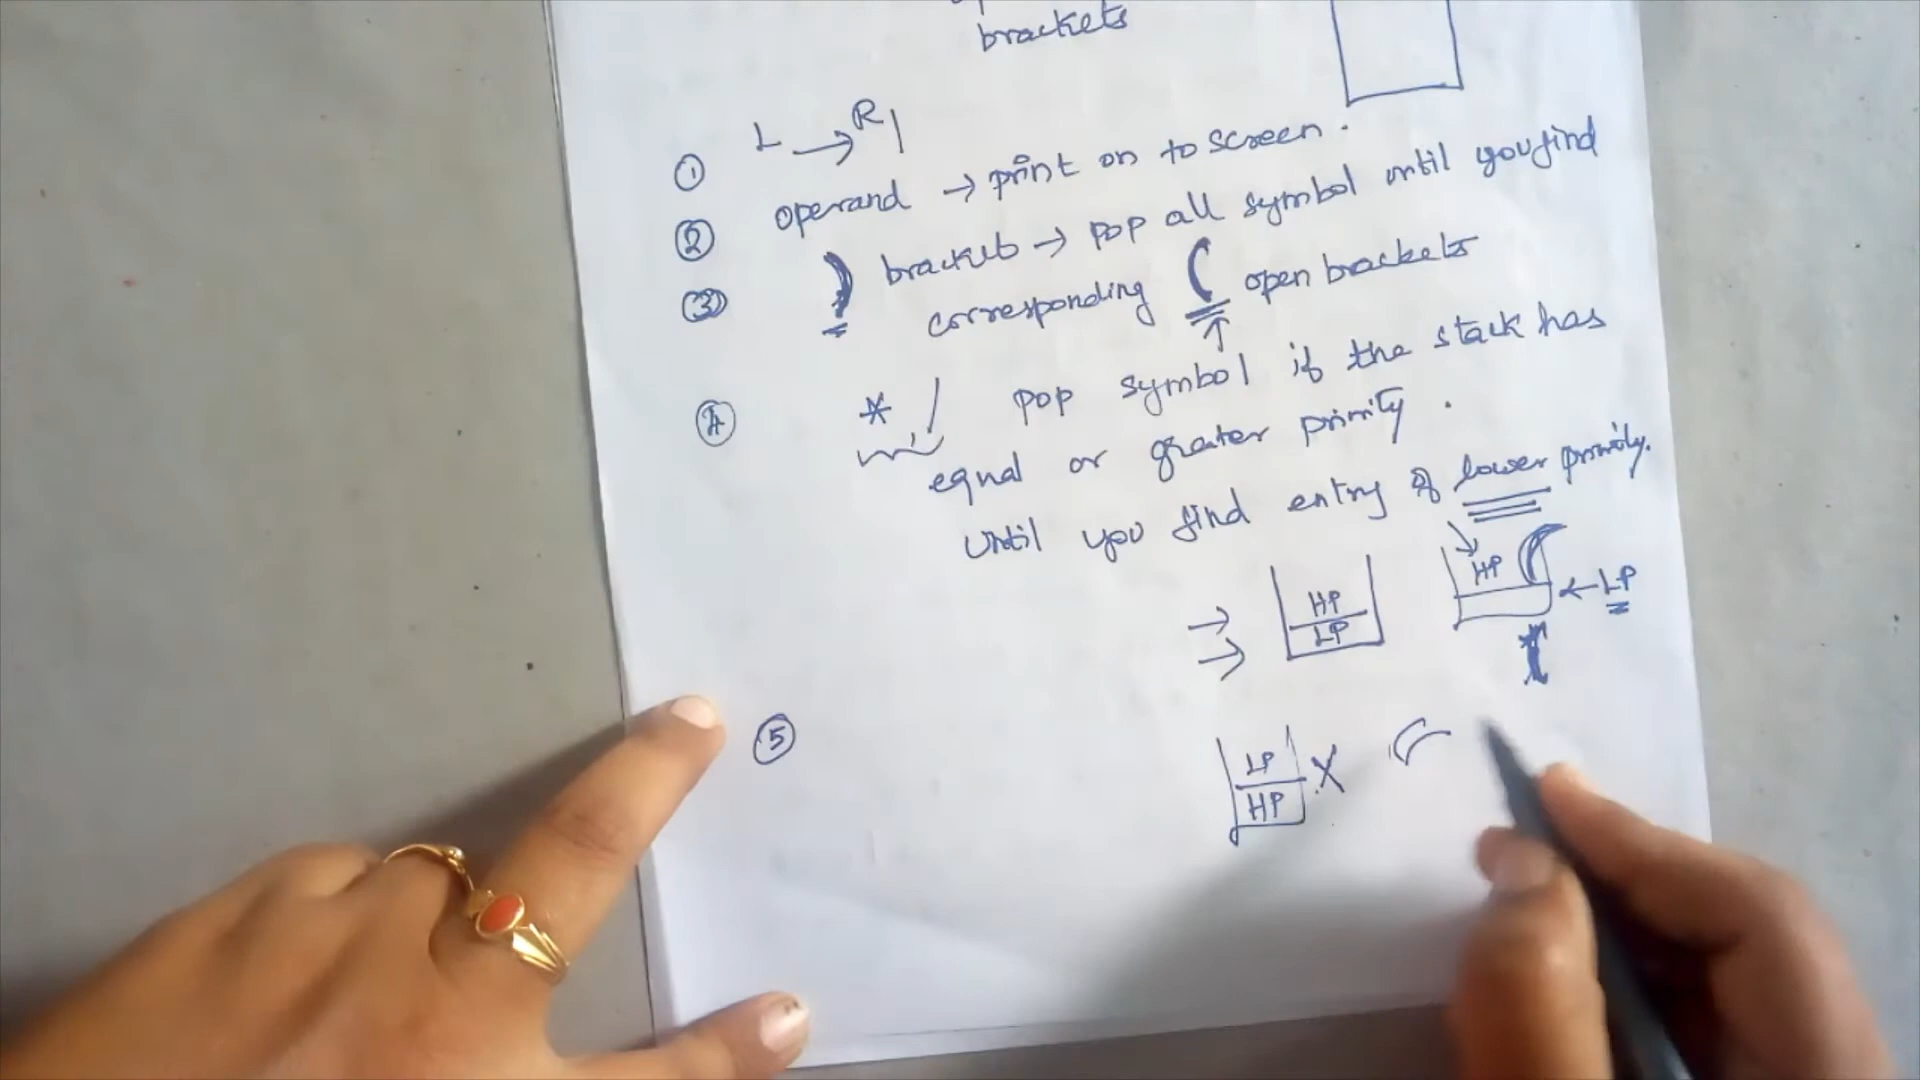 brackets
① L → R
② operand → print on to screen.
③ ) brackets → pop all symbol until you find
corresponding ( open brackets
④ * / pop symbol if the stack has
equal or greater priority.
until you find entry of lower priority.
HP
LP
HP ( ← LP
⑤
LP
HP X